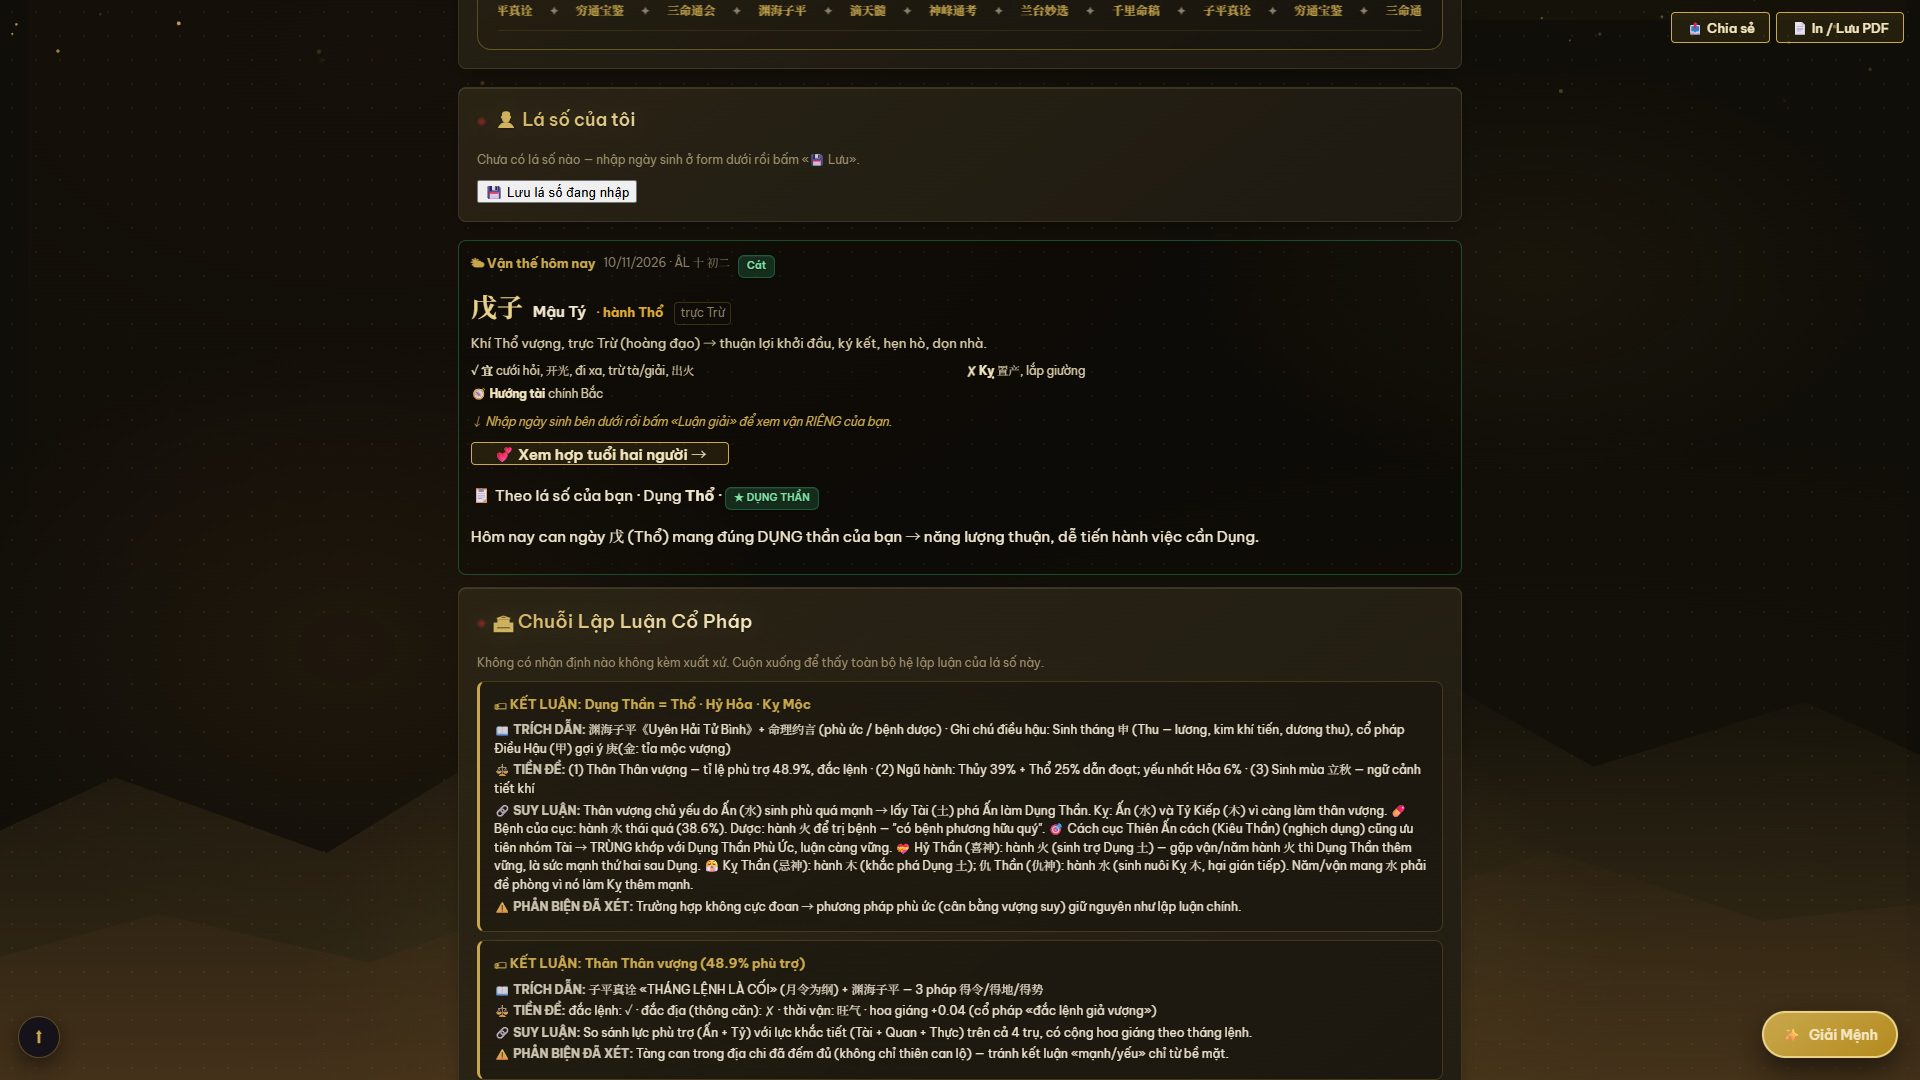 平真诠 ✦ 穷通宝鉴 ✦ 三命通会 ✦ 渊海子平 ✦ 滴天髓 ✦ 神峰通考 ✦ 兰台妙选 ✦ 千里命稿 ✦ 子平真诠 ✦ 穷通宝鉴 ✦ 三命通
📤 Chia sẻ
📄 In / Lưu PDF
👤 Lá số của tôi
Chưa có lá số nào — nhập ngày sinh ở form dưới rồi bấm «💾 Lưu».
💾 Lưu lá số đang nhập
🌤 Vận thế hôm nay 10/11/2026 · ÂL 十 初二 Cát
戊子 Mậu Tý · hành Thổ trực Trừ
Khí Thổ vượng, trực Trừ (hoàng đạo) → thuận lợi khởi đầu, ký kết, hẹn hò, dọn nhà.
✓ 宜 cưới hỏi, 开光, đi xa, trừ tà/giải, 出火
✗ Kỵ 置产, lắp giường
🧭 Hướng tài chính Bắc
↓ Nhập ngày sinh bên dưới rồi bấm «Luận giải» để xem vận RIÊNG của bạn.
💕 Xem hợp tuổi hai người →
📋 Theo lá số của bạn · Dụng Thổ · ★ DỤNG THẦN
Hôm nay can ngày 戊 (Thổ) mang đúng DỤNG thần của bạn → năng lượng thuận, dễ tiến hành việc cần Dụng.
Chuỗi Lập Luận Cổ Pháp
Không có nhận định nào không kèm xuất xứ. Cuộn xuống để thấy toàn bộ hệ lập luận của lá số này.
KẾT LUẬN: Dụng Thần = Thổ · Hỷ Hỏa · Kỵ Mộc
📖 TRÍCH DẪN: 渊海子平《Uyên Hải Tử Bình》+ 命理约言 (phù ức / bệnh dược) · Ghi chú điều hậu: Sinh tháng 申 (Thu — lương, kim khí tiến, dương thu), cổ pháp
Điều Hậu (甲) gợi ý 庚(金: tỉa mộc vượng)
⚖ TIỀN ĐỀ: (1) Thân Thân vượng — tỉ lệ phù trợ 48.9%, đắc lệnh · (2) Ngũ hành: Thủy 39% + Thổ 25% dẫn đoạt; yếu nhất Hỏa 6% · (3) Sinh mùa 立秋 — ngữ cảnh
tiết khí
🔗 SUY LUẬN: Thân vượng chủ yếu do Ấn (水) sinh phù quá mạnh → lấy Tài (土) phá Ấn làm Dụng Thần. Kỵ: Ấn (水) và Tỷ Kiếp (木) vì càng làm thân vượng. 💊
Bệnh của cục: hành 水 thái quá (38.6%). Dược: hành 火 để trị bệnh — "có bệnh phương hữu quý". 🎯 Cách cục Thiên Ấn cách (Kiêu Thần) (nghịch dụng) cũng ưu
tiên nhóm Tài → TRÙNG khớp với Dụng Thần Phù Ức, luận càng vững. 💝 Hỷ Thần (喜神): hành 火 (sinh trợ Dụng 土) — gặp vận/năm hành 火 thì Dụng Thần thêm
vững, là sức mạnh thứ hai sau Dụng. Kỵ Thần (忌神): hành 木 (khắc phá Dụng 土); 仇 Thần (仇神): hành 水 (sinh nuôi Kỵ 木, hại gián tiếp). Năm/vận mang 水 phải
đề phòng vì nó làm Kỵ thêm mạnh.
⚠ PHẢN BIỆN ĐÃ XÉT: Trường hợp không cực đoan → phương pháp phù ức (cân bằng vượng suy) giữ nguyên như lập luận chính.
KẾT LUẬN: Thân Thân vượng (48.9% phù trợ)
📖 TRÍCH DẪN: 子平真诠 «THÁNG LỆNH LÀ CỐI» (月令为纲) + 渊海子平 — 3 pháp 得令/得地/得势
⚖ TIỀN ĐỀ: đắc lệnh: ✓ · đắc địa (thông căn): ✗ · thời vận: 旺气 · hoa giáng +0.04 (cổ pháp «đắc lệnh giả vượng»)
🔗 SUY LUẬN: So sánh lực phù trợ (Ấn + Tỷ) với lực khắc tiết (Tài + Quan + Thực) trên cả 4 trụ, có cộng hoa giáng theo tháng lệnh.
⚠ PHẢN BIỆN ĐÃ XÉT: Tàng can trong địa chi đã đếm đủ (không chỉ thiên can lộ) — tránh kết luận «mạnh/yếu» chỉ từ bề mặt.
↑
✨ Giải Mệnh